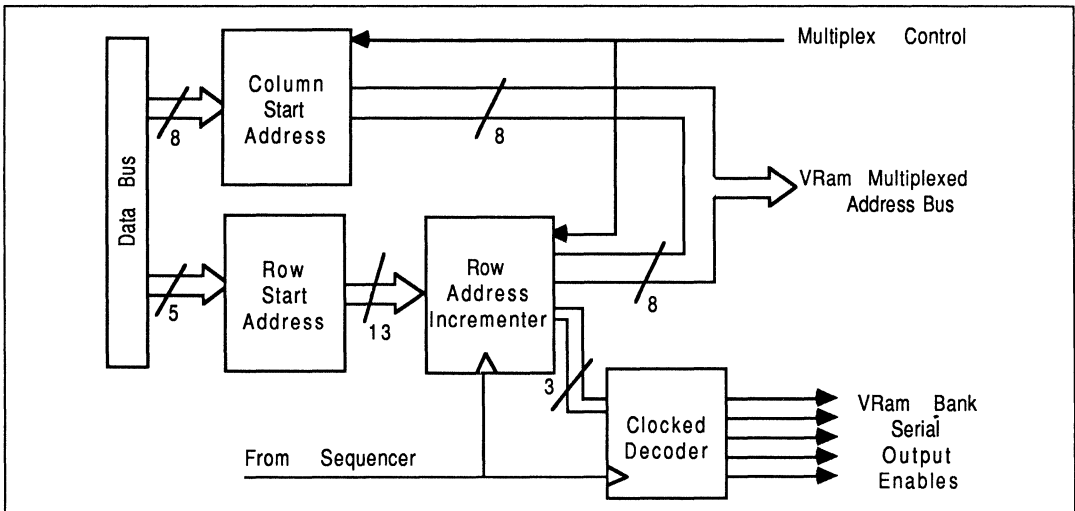 Multiplex Control
Data Bus
8
Column
Start
Address
8
VRam Multiplexed
Address Bus
5
Row
Start
Address
13
Row
Address
Incrementer
8
3
Clocked
Decoder
VRam Bank
Serial
Output
Enables
From Sequencer